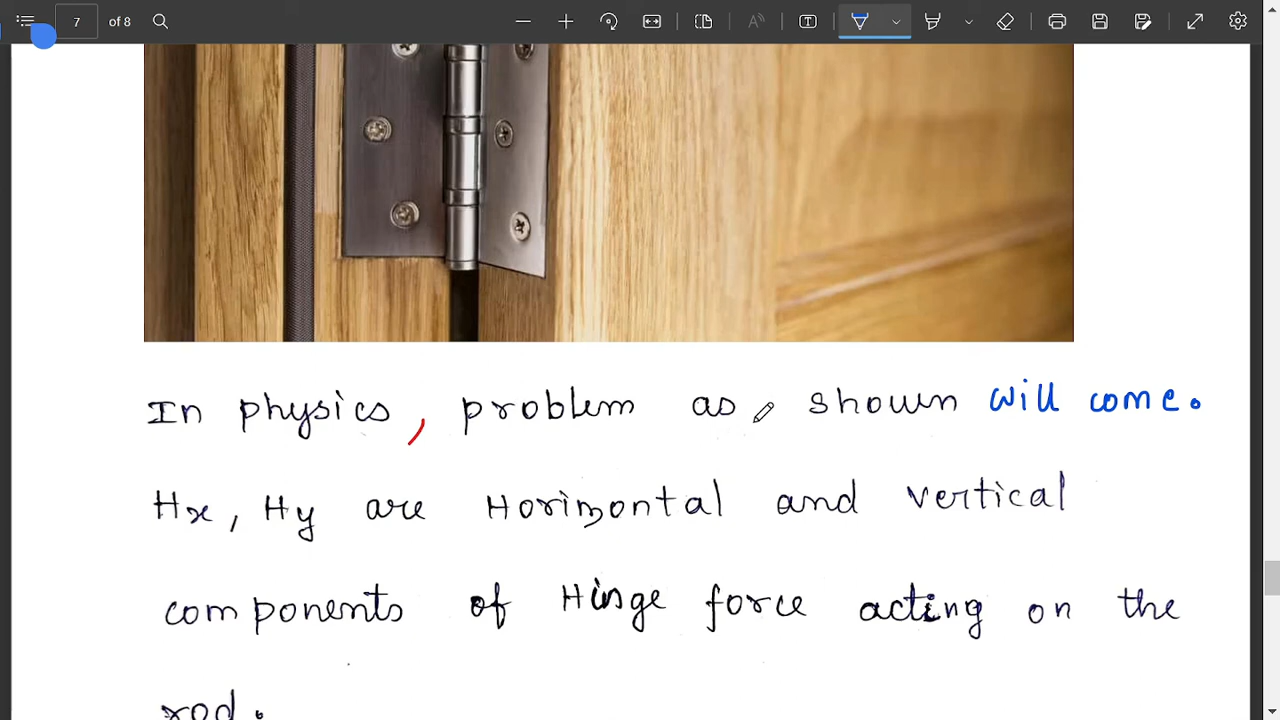 7 of 8
In physics, problem as shown will come.
Hx, Hy are Horizontal and vertical
components of Hinge force acting on the
rod.